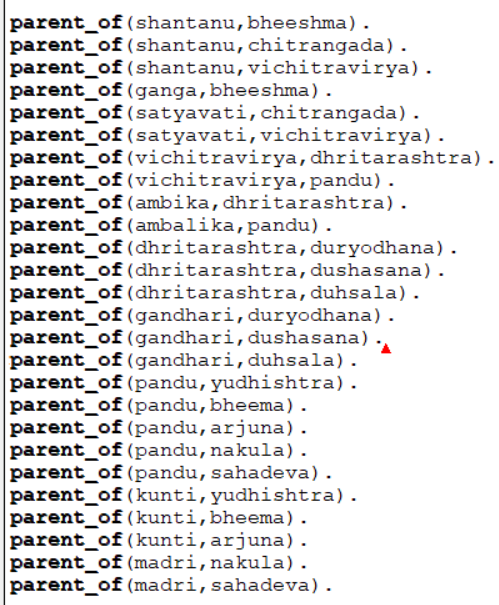 parent_of(shantanu,bheeshma).
parent_of(shantanu,chitrangada).
parent_of(shantanu,vichitravirya).
parent_of(ganga,bheeshma).
parent_of(satyavati,chitrangada).
parent_of(satyavati,vichitravirya).
parent_of(vichitravirya,dhritarashtra).
parent_of(vichitravirya,pandu).
parent_of(ambika,dhritarashtra).
parent_of(ambalika,pandu).
parent_of(dhritarashtra,duryodhana).
parent_of(dhritarashtra,dushasana).
parent_of(dhritarashtra,duhsala).
parent_of(gandhari,duryodhana).
parent_of(gandhari,dushasana).
parent_of(gandhari,duhsala).
parent_of(pandu,yudhishtra).
parent_of(pandu,bheema).
parent_of(pandu,arjuna).
parent_of(pandu,nakula).
parent_of(pandu,sahadeva).
parent_of(kunti,yudhishtra).
parent_of(kunti,bheema).
parent_of(kunti,arjuna).
parent_of(madri,nakula).
parent_of(madri,sahadeva).